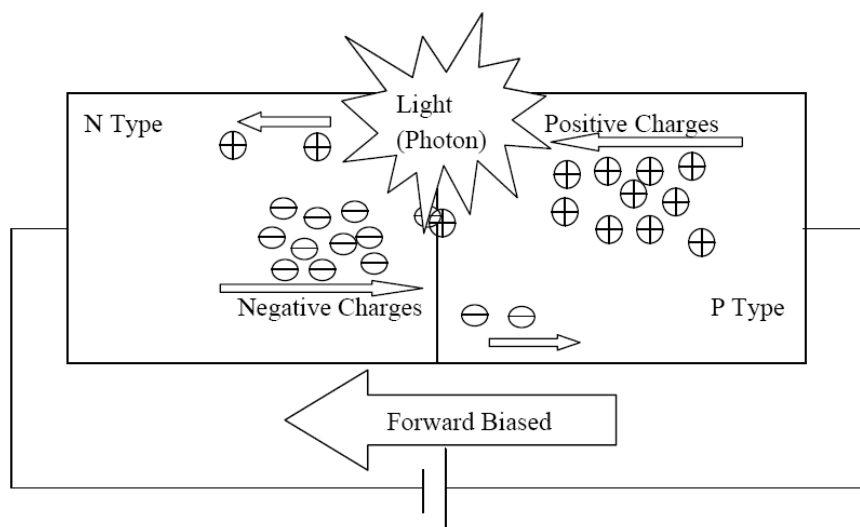 N Type
Light
(Photon)
Positive Charges
Negative Charges
P Type
Forward Biased